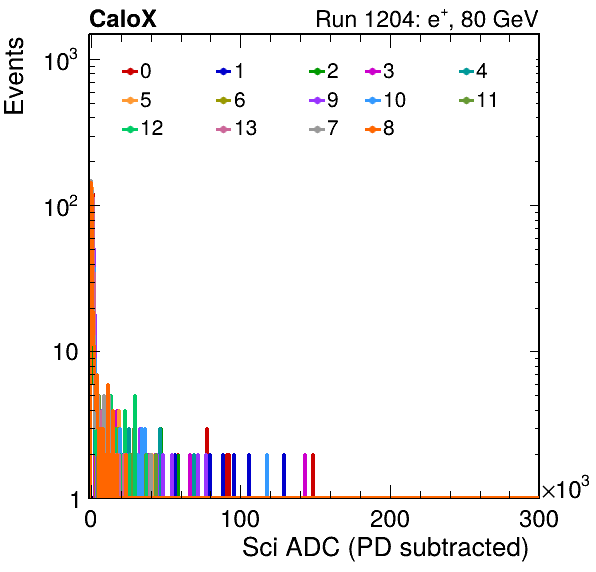 CaloX Run 1204: e⁺, 80 GeV
Events
10³
10²
10
1
0 1 2 3 4
5 6 9 10 11
12 13 7 8
0 100 200 300
×10³
Sci ADC (PD subtracted)